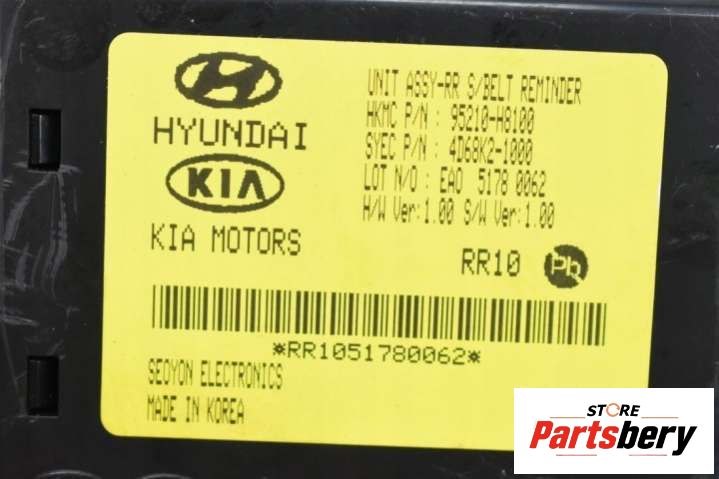 HYUNDAI
KIA
KIA MOTORS
UNIT ASSY-RR S/BELT REMINDER
HKMC P/N : 95210-H8100
SYEC P/N : 4D68K2-1000
LOT N/O : EAO 5178 0062
H/W Ver:1.00 S/W Ver:1.00
RR10 Pb
*RR1051780062*
SEOYON ELECTRONICS
MADE IN KOREA
STORE
Partsbery